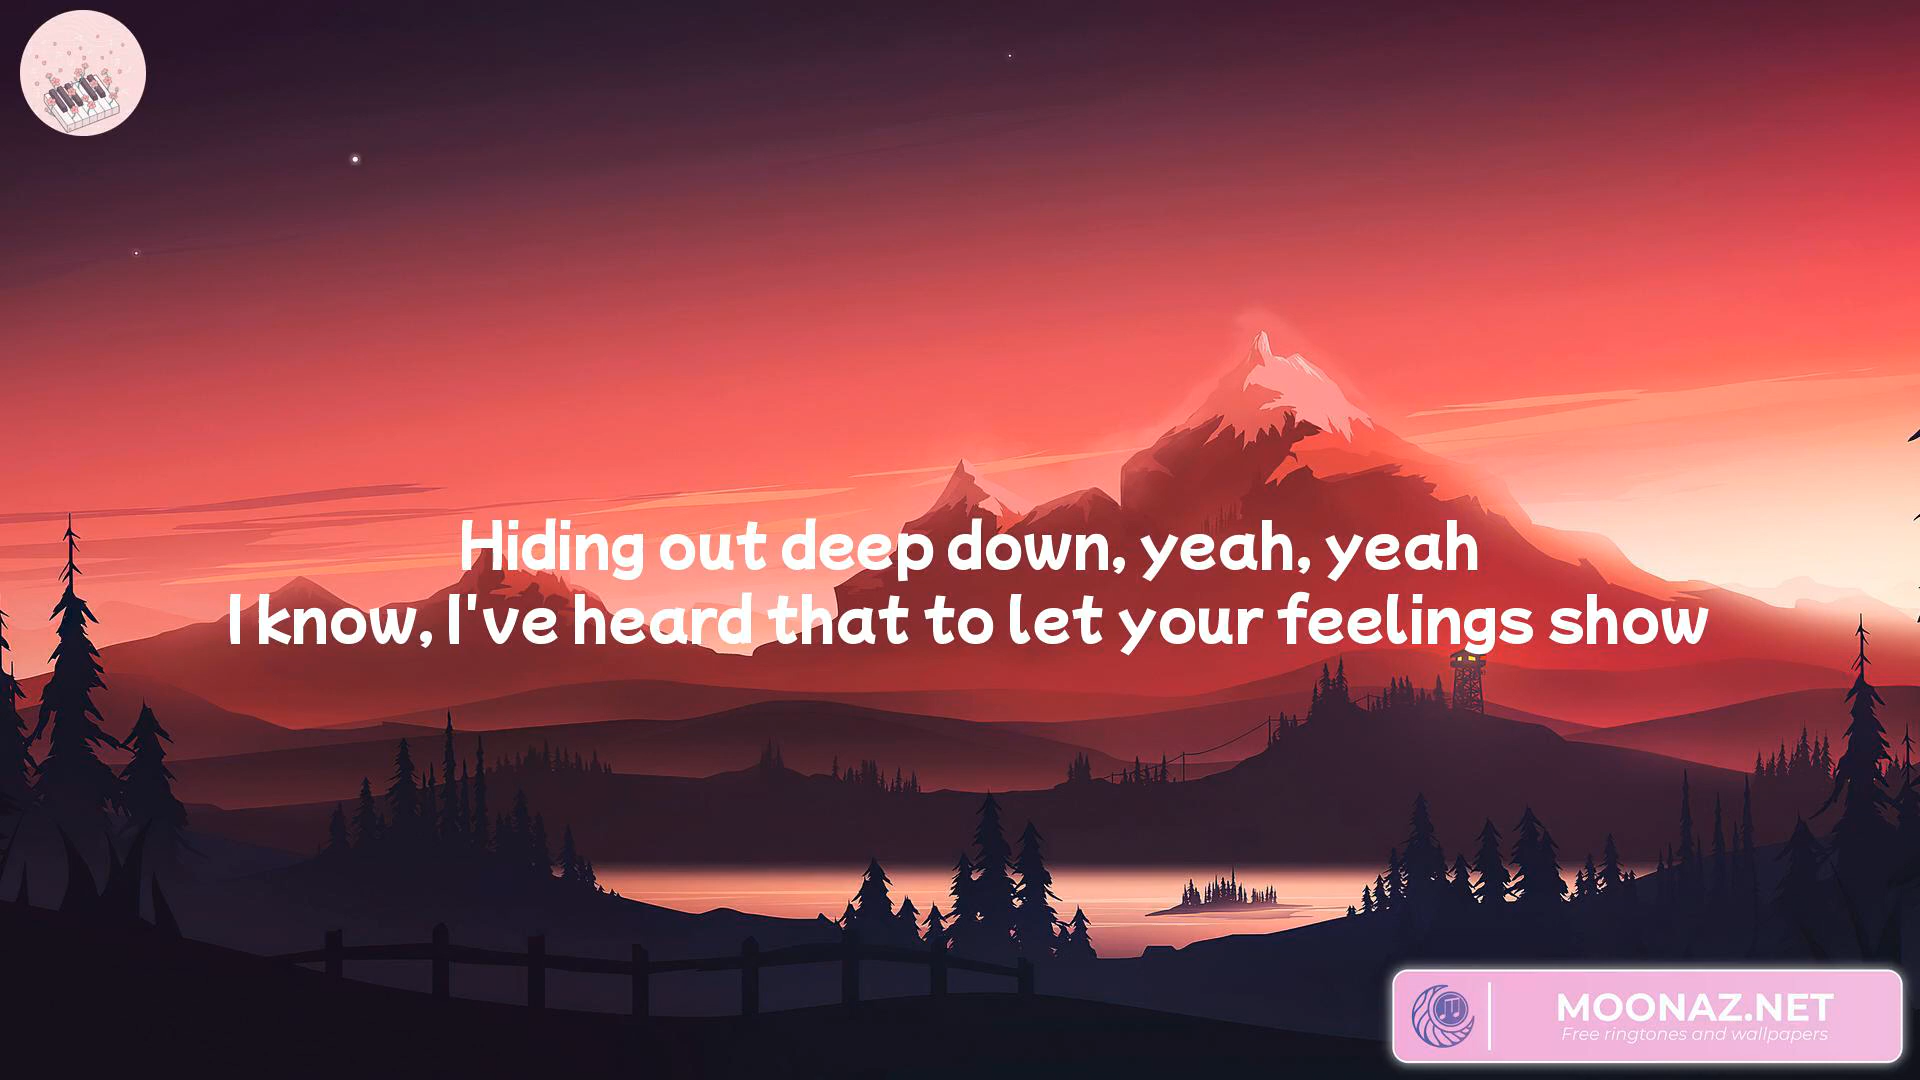 Hiding out deep down, yeah, yeah
I know, I've heard that to let your feelings show
MOONAZ.NET
Free ringtones and wallpapers